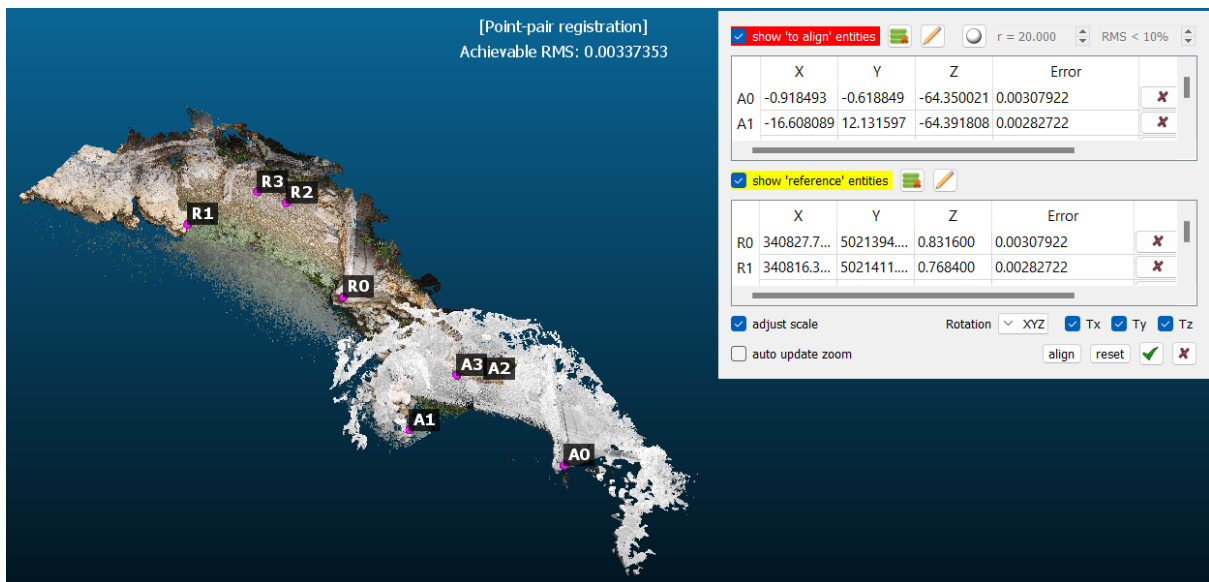 [Point-pair registration]
Achievable RMS: 0.00337353
show 'to align' entities r = 20.000 RMS < 10%
X Y Z Error
A0 -0.918493 -0.618849 -64.350021 0.00307922
A1 -16.608089 12.131597 -64.391808 0.00282722
show 'reference' entities
X Y Z Error
R0 340827.7... 5021394.... 0.831600 0.00307922
R1 340816.3... 5021411.... 0.768400 0.00282722
adjust scale Rotation XYZ Tx Ty Tz
auto update zoom align reset
R3
R2
R1
R0
A3 A2
A1
A0